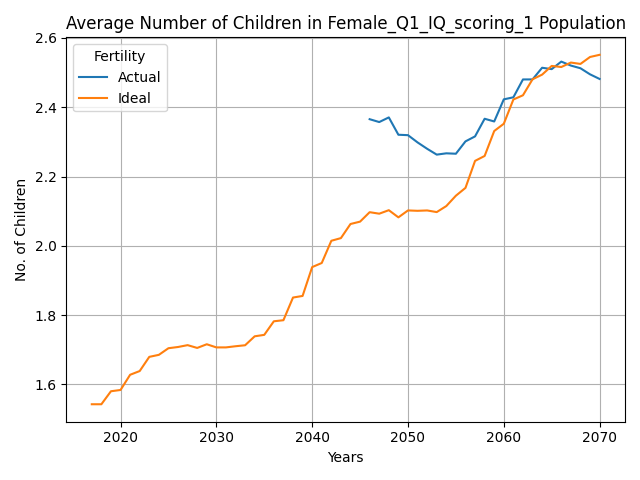 Average Number of Children in Female_Q1_IQ_scoring_1 Population
Fertility
Actual
Ideal
No. of Children
2.6
2.4
2.2
2.0
1.8
1.6
2020 2030 2040 2050 2060 2070
Years